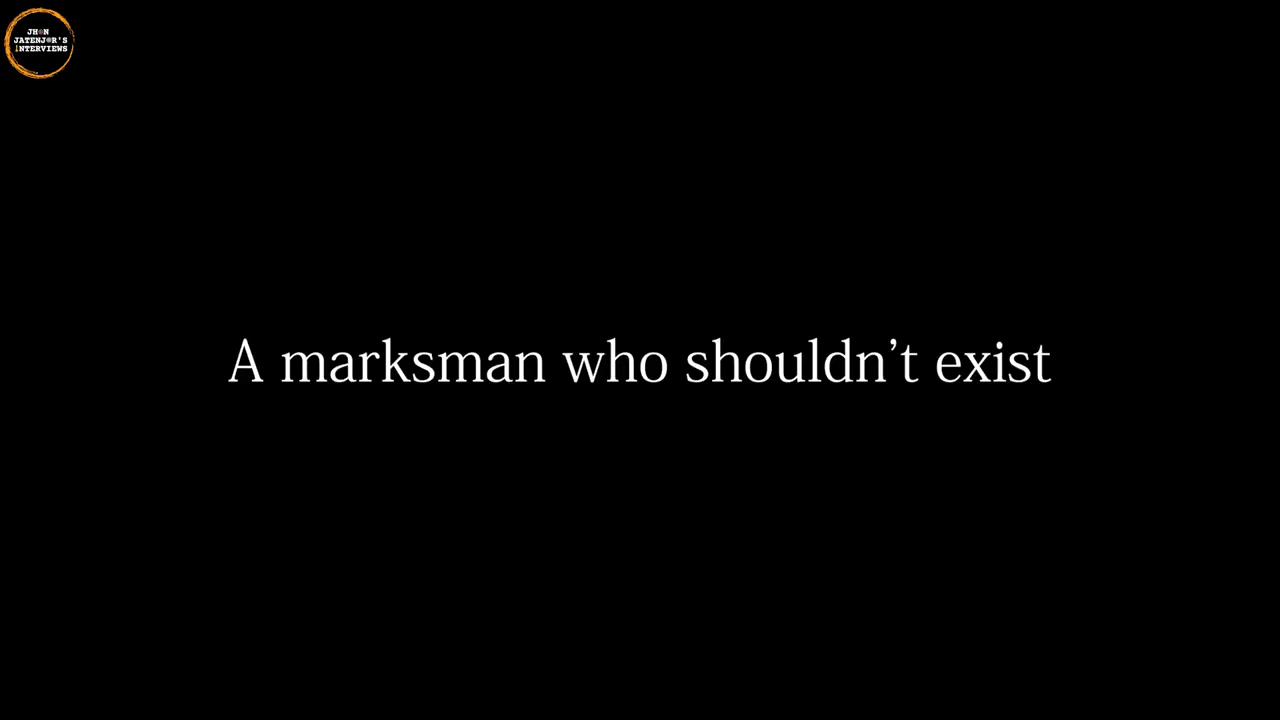 JH⊙N
JATENJ⊙R'S
INTERVIEWS
A marksman who shouldn’t exist